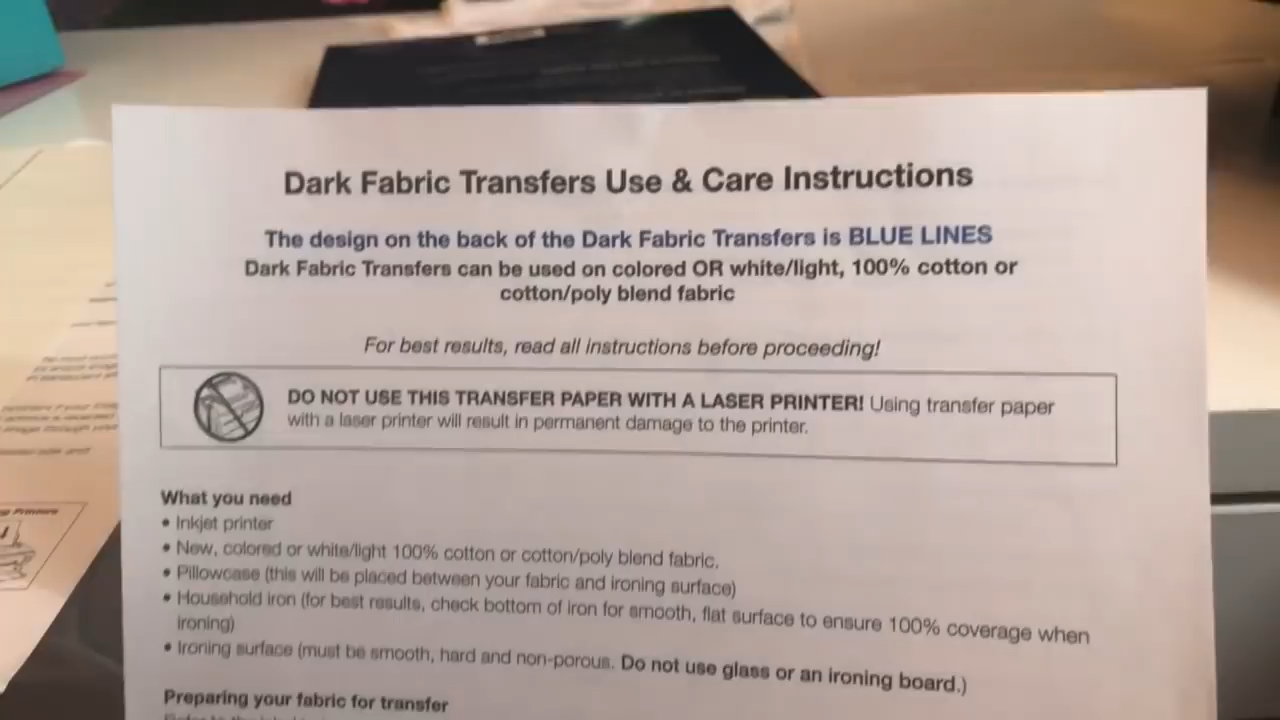 Dark Fabric Transfers Use & Care Instructions
The design on the back of the Dark Fabric Transfers is BLUE LINES
Dark Fabric Transfers can be used on colored OR white/light, 100% cotton or
cotton/poly blend fabric
For best results, read all instructions before proceeding!
DO NOT USE THIS TRANSFER PAPER WITH A LASER PRINTER! Using transfer paper
with a laser printer will result in permanent damage to the printer.
What you need
• Inkjet printer
• New, colored or white/light 100% cotton or cotton/poly blend fabric.
• Pillowcase (this will be placed between your fabric and ironing surface)
• Household iron (for best results, check bottom of iron for smooth, flat surface to ensure 100% coverage when
ironing)
• Ironing surface (must be smooth, hard and non-porous. Do not use glass or an ironing board.)
Preparing your fabric for transfer